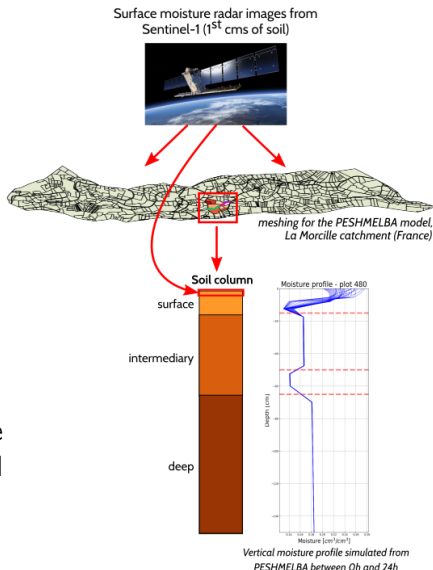 Surface moisture radar images from
Sentinel-1 (1st cms of soil)
meshing for the PESHMELBA model,
La Morcille catchment (France)
Soil column
Moisture profile - plot 480
surface
intermediary
deep
Depth [cm]
Moisture [cm³/cm³]
Vertical moisture profile simulated from
PESHMELBA between 0h and 24h